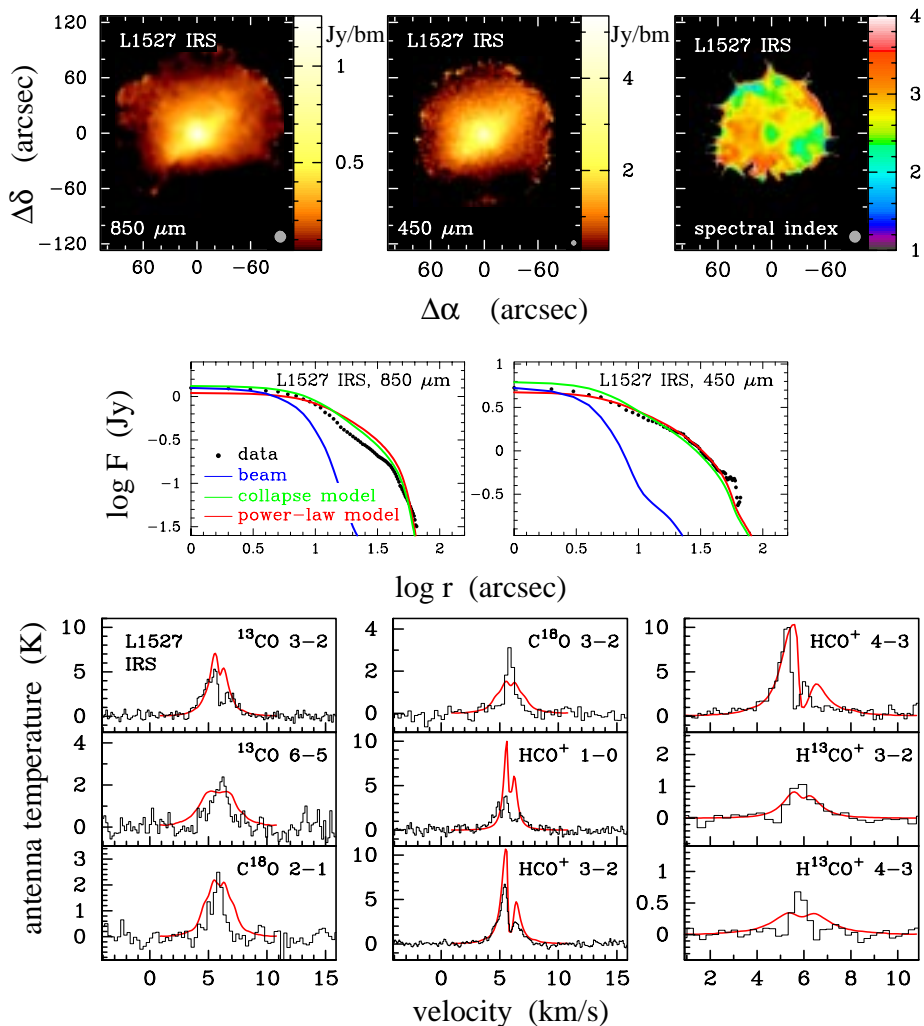 L1527 IRS
Jy/bm
L1527 IRS
Jy/bm
L1527 IRS
120
60
0
−60
−120
1
0.5
4
2
4
3
2
1
850 μm
450 μm
spectral index
60 0 −60
60 0 −60
60 0 −60
Δδ (arcsec)
Δα (arcsec)
L1527 IRS, 850 μm
L1527 IRS, 450 μm
0
−0.5
−1
−1.5
1
0.5
0
−0.5
data
beam
collapse model
power−law model
0 0.5 1 1.5 2
0 0.5 1 1.5 2
log F (Jy)
log r (arcsec)
L1527
IRS
¹³CO 3−2
C¹⁸O 3−2
HCO⁺ 4−3
10
5
0
4
2
0
10
5
0
¹³CO 6−5
HCO⁺ 1−0
H¹³CO⁺ 3−2
4
2
0
10
5
0
2
1
0
C¹⁸O 2−1
HCO⁺ 3−2
H¹³CO⁺ 4−3
3
2
1
0
10
5
0
0.5
0
0 5 10 15
0 5 10 15
2 4 6 8 10
antenna temperature (K)
velocity (km/s)